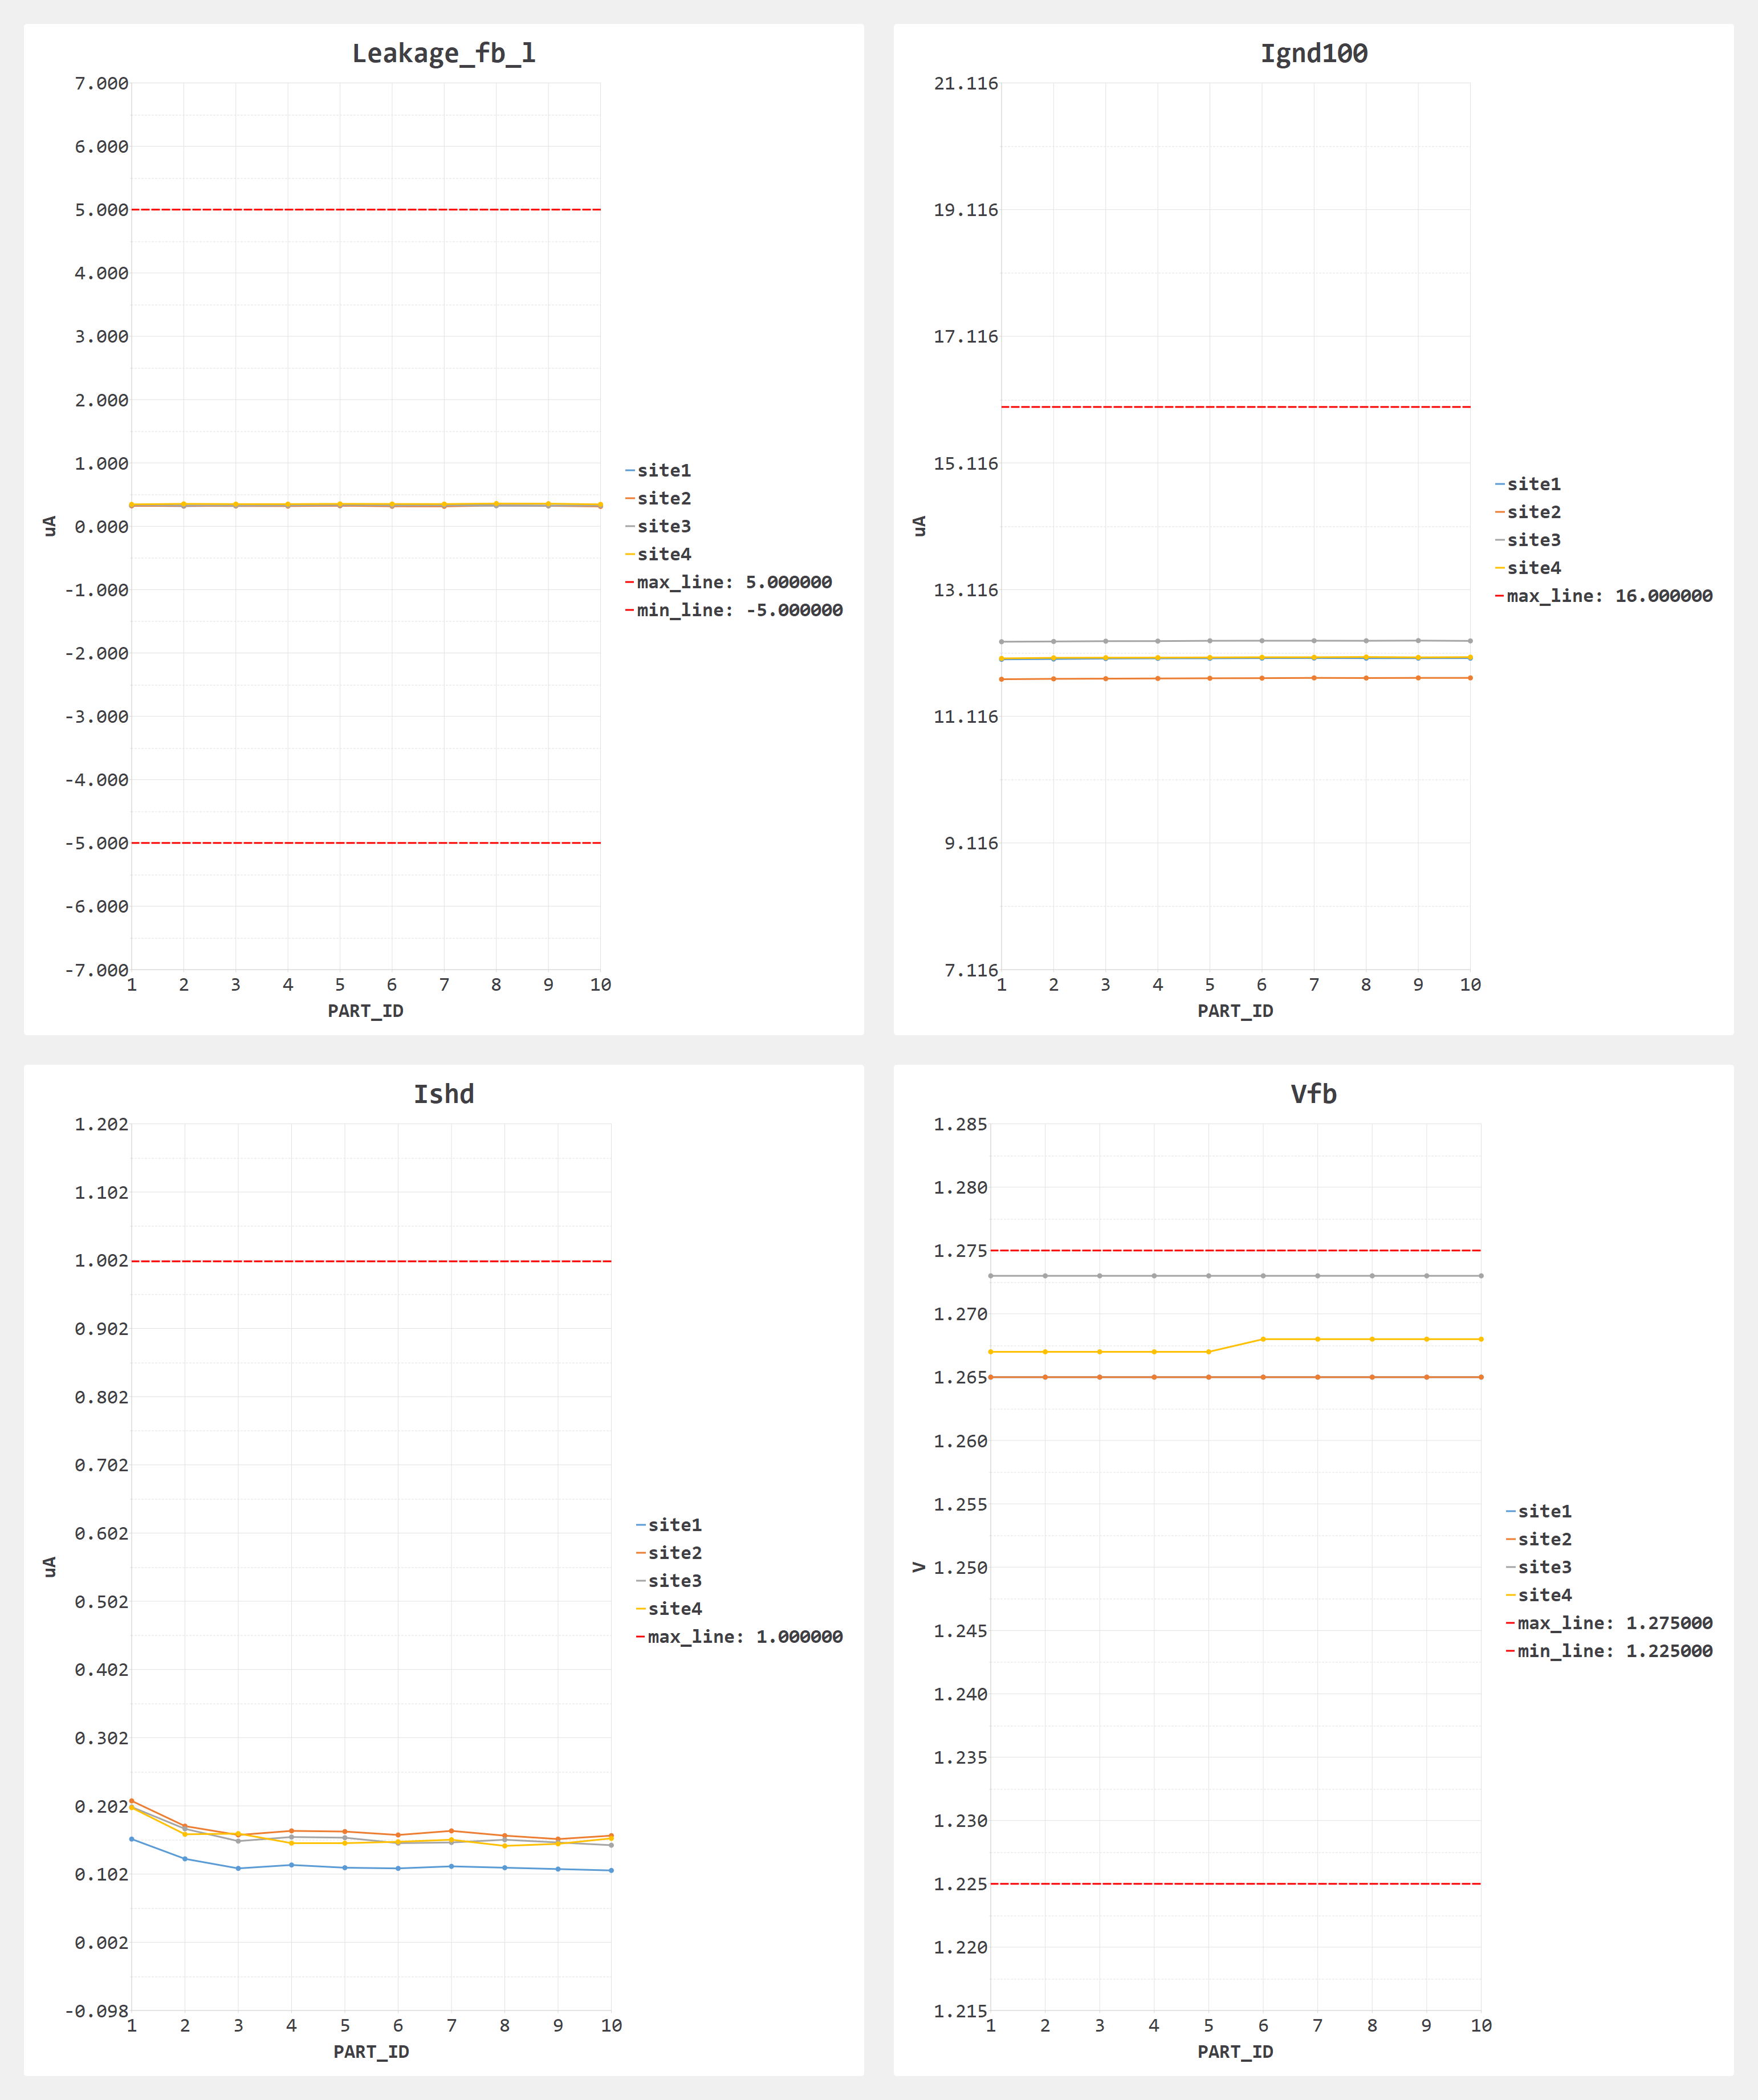 Leakage_fb_l
7.000
6.000
5.000
4.000
3.000
2.000
1.000
0.000
-1.000
-2.000
-3.000
-4.000
-5.000
-6.000
-7.000
uA
1 2 3 4 5 6 7 8 9 10
PART_ID
site1
site2
site3
site4
max_line: 5.000000
min_line: -5.000000
Ignd100
21.116
19.116
17.116
15.116
13.116
11.116
9.116
7.116
uA
1 2 3 4 5 6 7 8 9 10
PART_ID
site1
site2
site3
site4
max_line: 16.000000
Ishd
1.202
1.102
1.002
0.902
0.802
0.702
0.602
0.502
0.402
0.302
0.202
0.102
0.002
-0.098
uA
1 2 3 4 5 6 7 8 9 10
PART_ID
site1
site2
site3
site4
max_line: 1.000000
Vfb
1.285
1.280
1.275
1.270
1.265
1.260
1.255
1.250
1.245
1.240
1.235
1.230
1.225
1.220
1.215
V
1 2 3 4 5 6 7 8 9 10
PART_ID
site1
site2
site3
site4
max_line: 1.275000
min_line: 1.225000